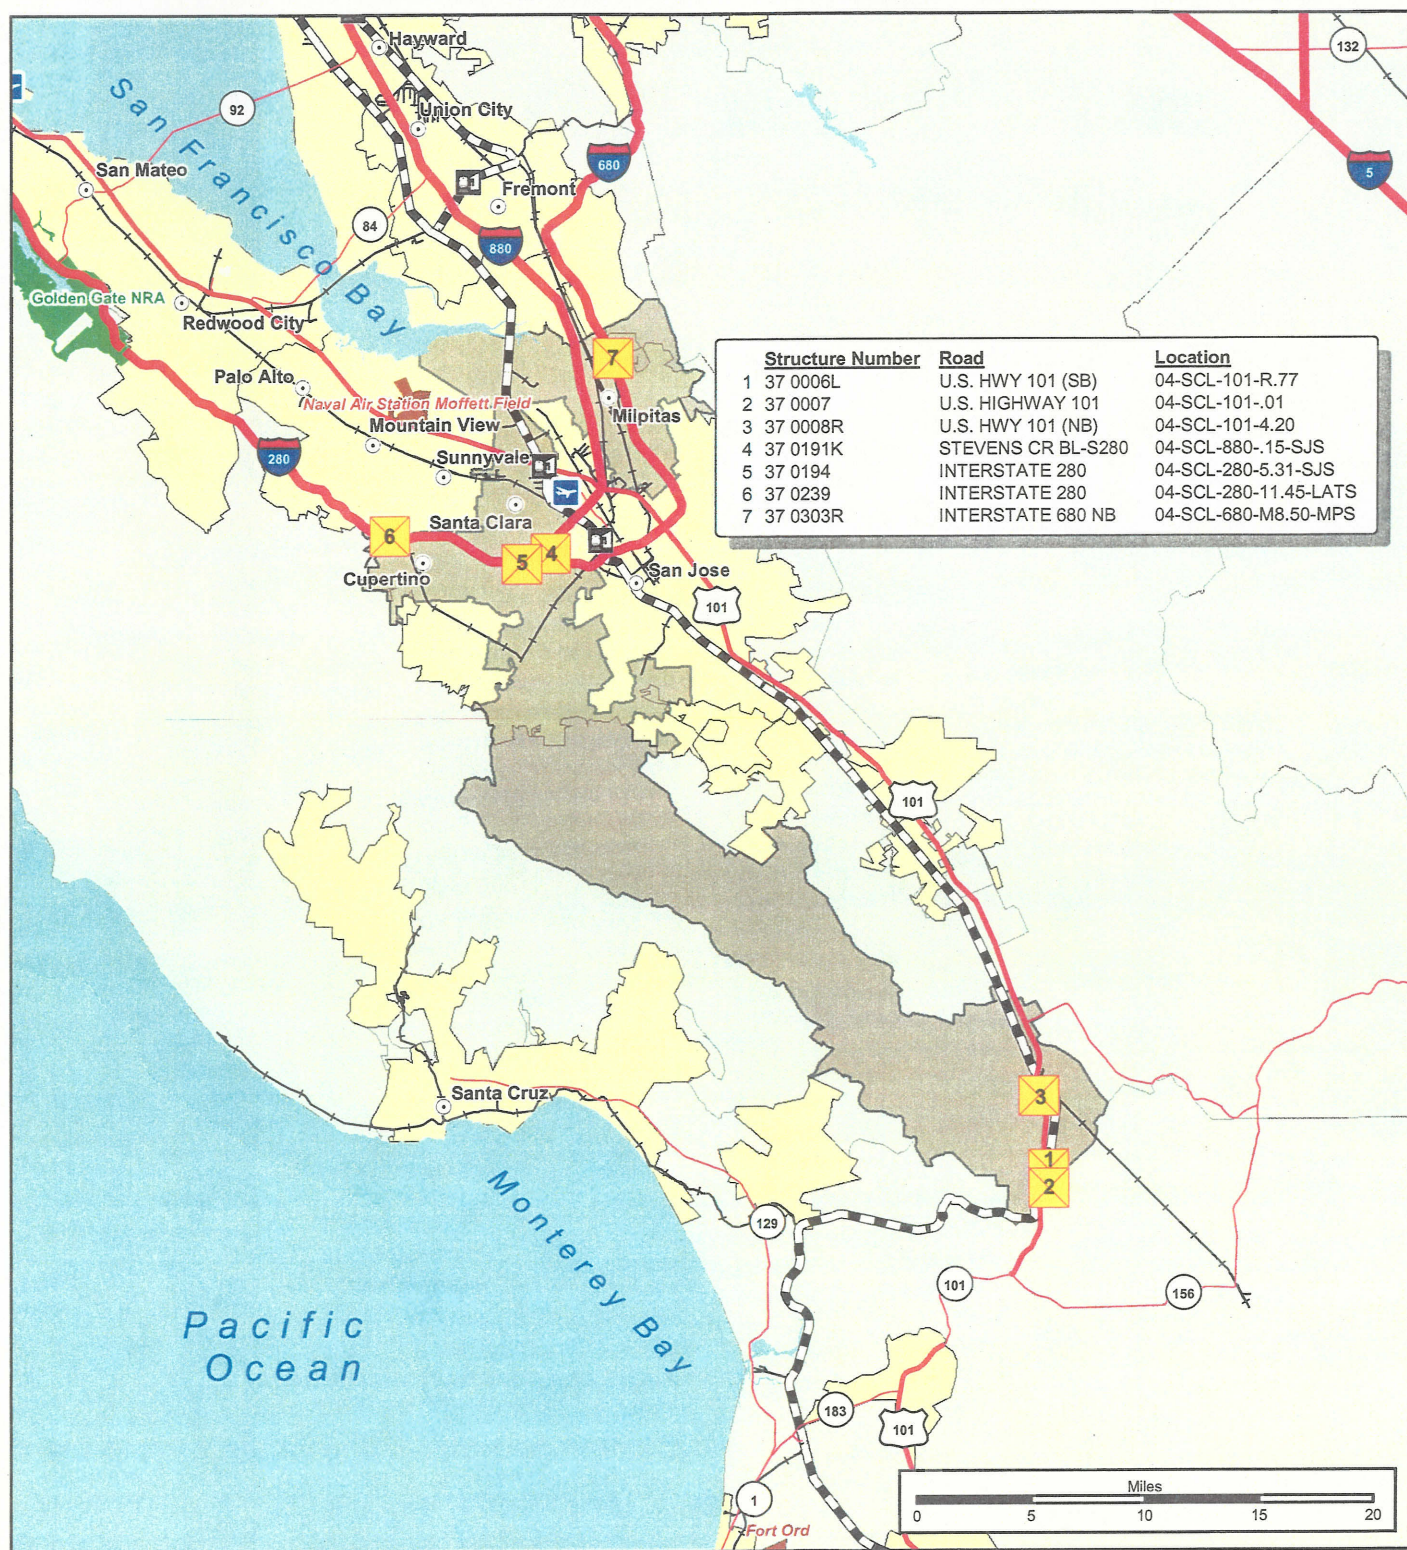 Hayward
132
92
Union City
San Francisco Bay
680
5
San Mateo
Fremont
84
880
Golden Gate NRA
Redwood City
7
Structure Number Road Location
1 37 0006L U.S. HWY 101 (SB) 04-SCL-101-R.77
2 37 0007 U.S. HIGHWAY 101 04-SCL-101-.01
3 37 0008R U.S. HWY 101 (NB) 04-SCL-101-4.20
4 37 0191K STEVENS CR BL-S280 04-SCL-880-.15-SJS
5 37 0194 INTERSTATE 280 04-SCL-280-5.31-SJS
6 37 0239 INTERSTATE 280 04-SCL-280-11.45-LATS
7 37 0303R INTERSTATE 680 NB 04-SCL-680-M8.50-MPS
Palo Alto
Naval Air Station Moffett Field
Milpitas
Mountain View
280
Sunnyvale
Santa Clara
6
5
4
Cupertino
San Jose
101
101
Santa Cruz
3
1
2
Monterey Bay
129
101
156
Pacific
Ocean
183
101
1
Fort Ord
Miles
0 5 10 15 20